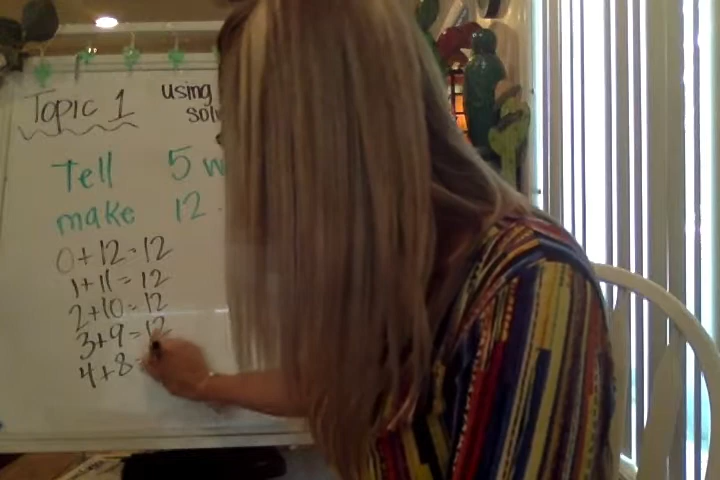 Topic 1
using
Tell 5
make 12
0+12=12
1+11=12
2+10=12
3+9=12
4+8=